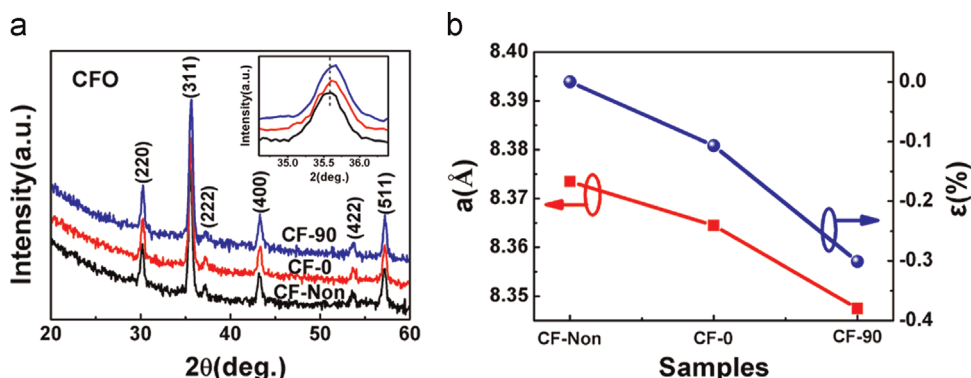 a
CFO
(220)
(311)
(222)
(400)
(422)
(511)
CF-90
CF-0
CF-Non
Intensity(a.u.)
20 30 40 50 60
2θ(deg.)
Intensity(a.u.)
35.0 35.5 36.0
2(deg.)
b
8.40
8.39
8.38
8.37
8.36
8.35
a(Å)
0.0
-0.1
-0.2
-0.3
-0.4
ε(%)
CF-Non CF-0 CF-90
Samples